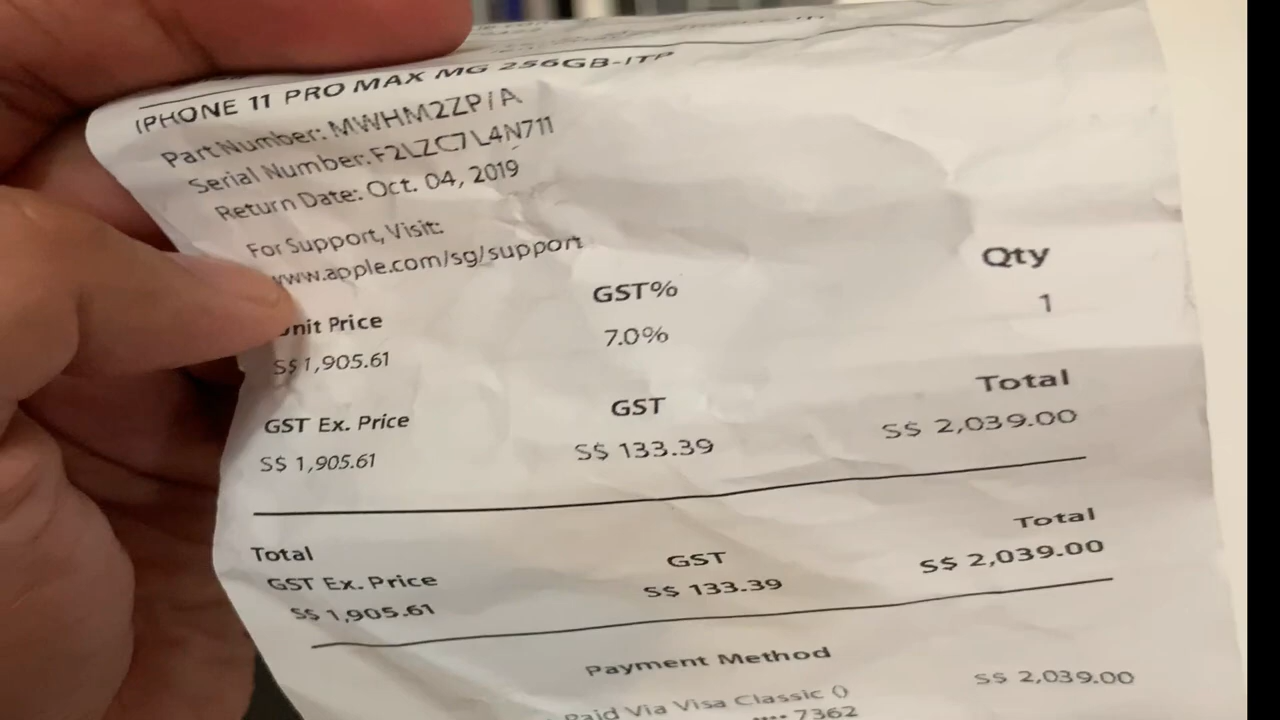 IPHONE 11 PRO MAX MG 256GB-ITP
Part Number: MWHM2ZP/A
Serial Number: F2LZC7L4N711
Return Date: Oct. 04, 2019
For Support, Visit:
www.apple.com/sg/support
Unit Price GST% Qty
S$ 1,905.61 7.0% 1
GST Ex. Price GST Total
S$ 1,905.61 S$ 133.39 S$ 2,039.00
Total
GST Ex. Price GST Total
S$ 1,905.61 S$ 133.39 S$ 2,039.00
Payment Method
Paid Via Visa Classic () S$ 2,039.00
•••• 7362